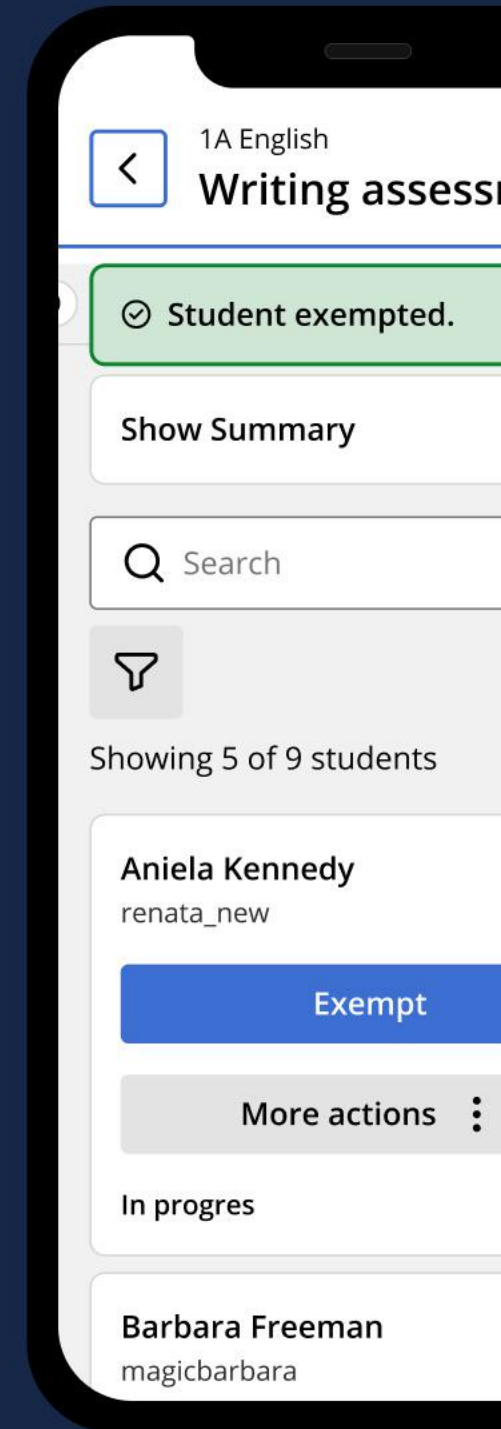 1A English
Writing assess
Student exempted.
Show Summary
Search
Showing 5 of 9 students
Aniela Kennedy
renata_new
Exempt
More actions
In progres
Barbara Freeman
magicbarbara